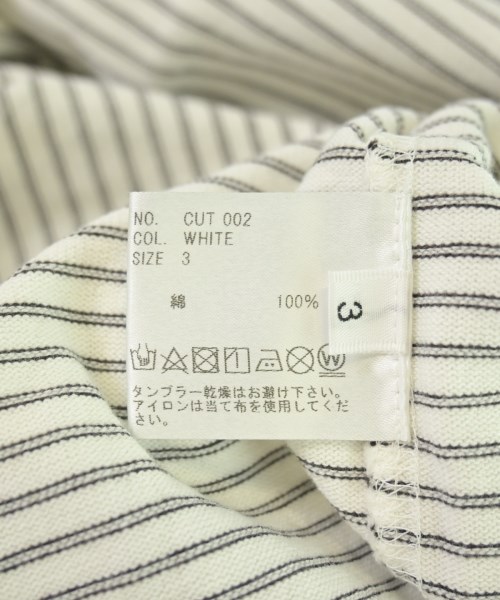 NO. CUT 002
COL. WHITE
SIZE 3
綿 100%
3
W
タンブラー乾燥はお避け下さい。
アイロンは当て布を使用してくだ
さい。